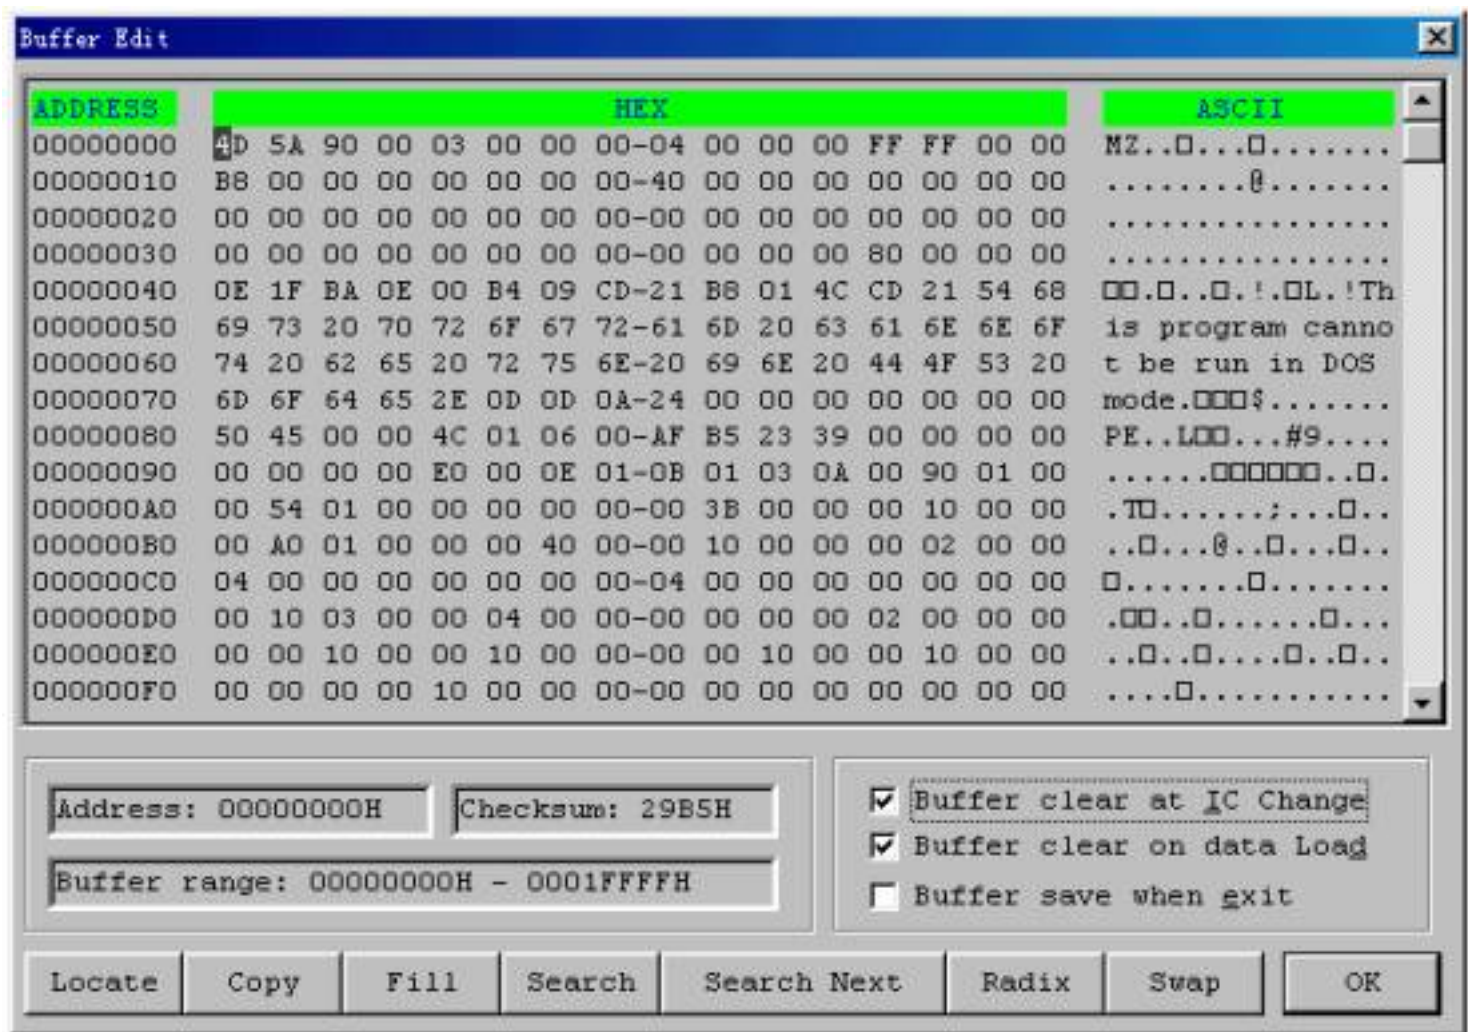 Buffer Edit
ADDRESS HEX ASCII
00000000 4D 5A 90 00 03 00 00 00-04 00 00 00 FF FF 00 00 MZ..□...□.......
00000010 B8 00 00 00 00 00 00 00-40 00 00 00 00 00 00 00 ........@.......
00000020 00 00 00 00 00 00 00 00-00 00 00 00 00 00 00 00 ................
00000030 00 00 00 00 00 00 00 00-00 00 00 00 80 00 00 00 ................
00000040 0E 1F BA 0E 00 B4 09 CD-21 B8 01 4C CD 21 54 68 □□.□..□.!.□L.!Th
00000050 69 73 20 70 72 6F 67 72-61 6D 20 63 61 6E 6E 6F is program canno
00000060 74 20 62 65 20 72 75 6E-20 69 6E 20 44 4F 53 20 t be run in DOS
00000070 6D 6F 64 65 2E 0D 0D 0A-24 00 00 00 00 00 00 00 mode.□□□$.......
00000080 50 45 00 00 4C 01 06 00-AF B5 23 39 00 00 00 00 PE..L□□...#9....
00000090 00 00 00 00 E0 00 0E 01-0B 01 03 0A 00 90 01 00 ......□□□□□□..□.
000000A0 00 54 01 00 00 00 00 00-00 3B 00 00 00 10 00 00 .T□......;...□..
000000B0 00 A0 01 00 00 00 40 00-00 10 00 00 00 02 00 00 ..□...@..□...□..
000000C0 04 00 00 00 00 00 00 00-04 00 00 00 00 00 00 00 □.......□.......
000000D0 00 10 03 00 00 04 00 00-00 00 00 00 02 00 00 00 .□□..□......□...
000000E0 00 00 10 00 00 10 00 00-00 00 10 00 00 10 00 00 ..□..□....□..□..
000000F0 00 00 00 00 10 00 00 00-00 00 00 00 00 00 00 00 ....□...........
Address: 00000000H Checksum: 29B5H
Buffer range: 00000000H - 0001FFFFH
Buffer clear at IC Change
Buffer clear on data Load
Buffer save when exit
Locate Copy Fill Search Search Next Radix Swap OK